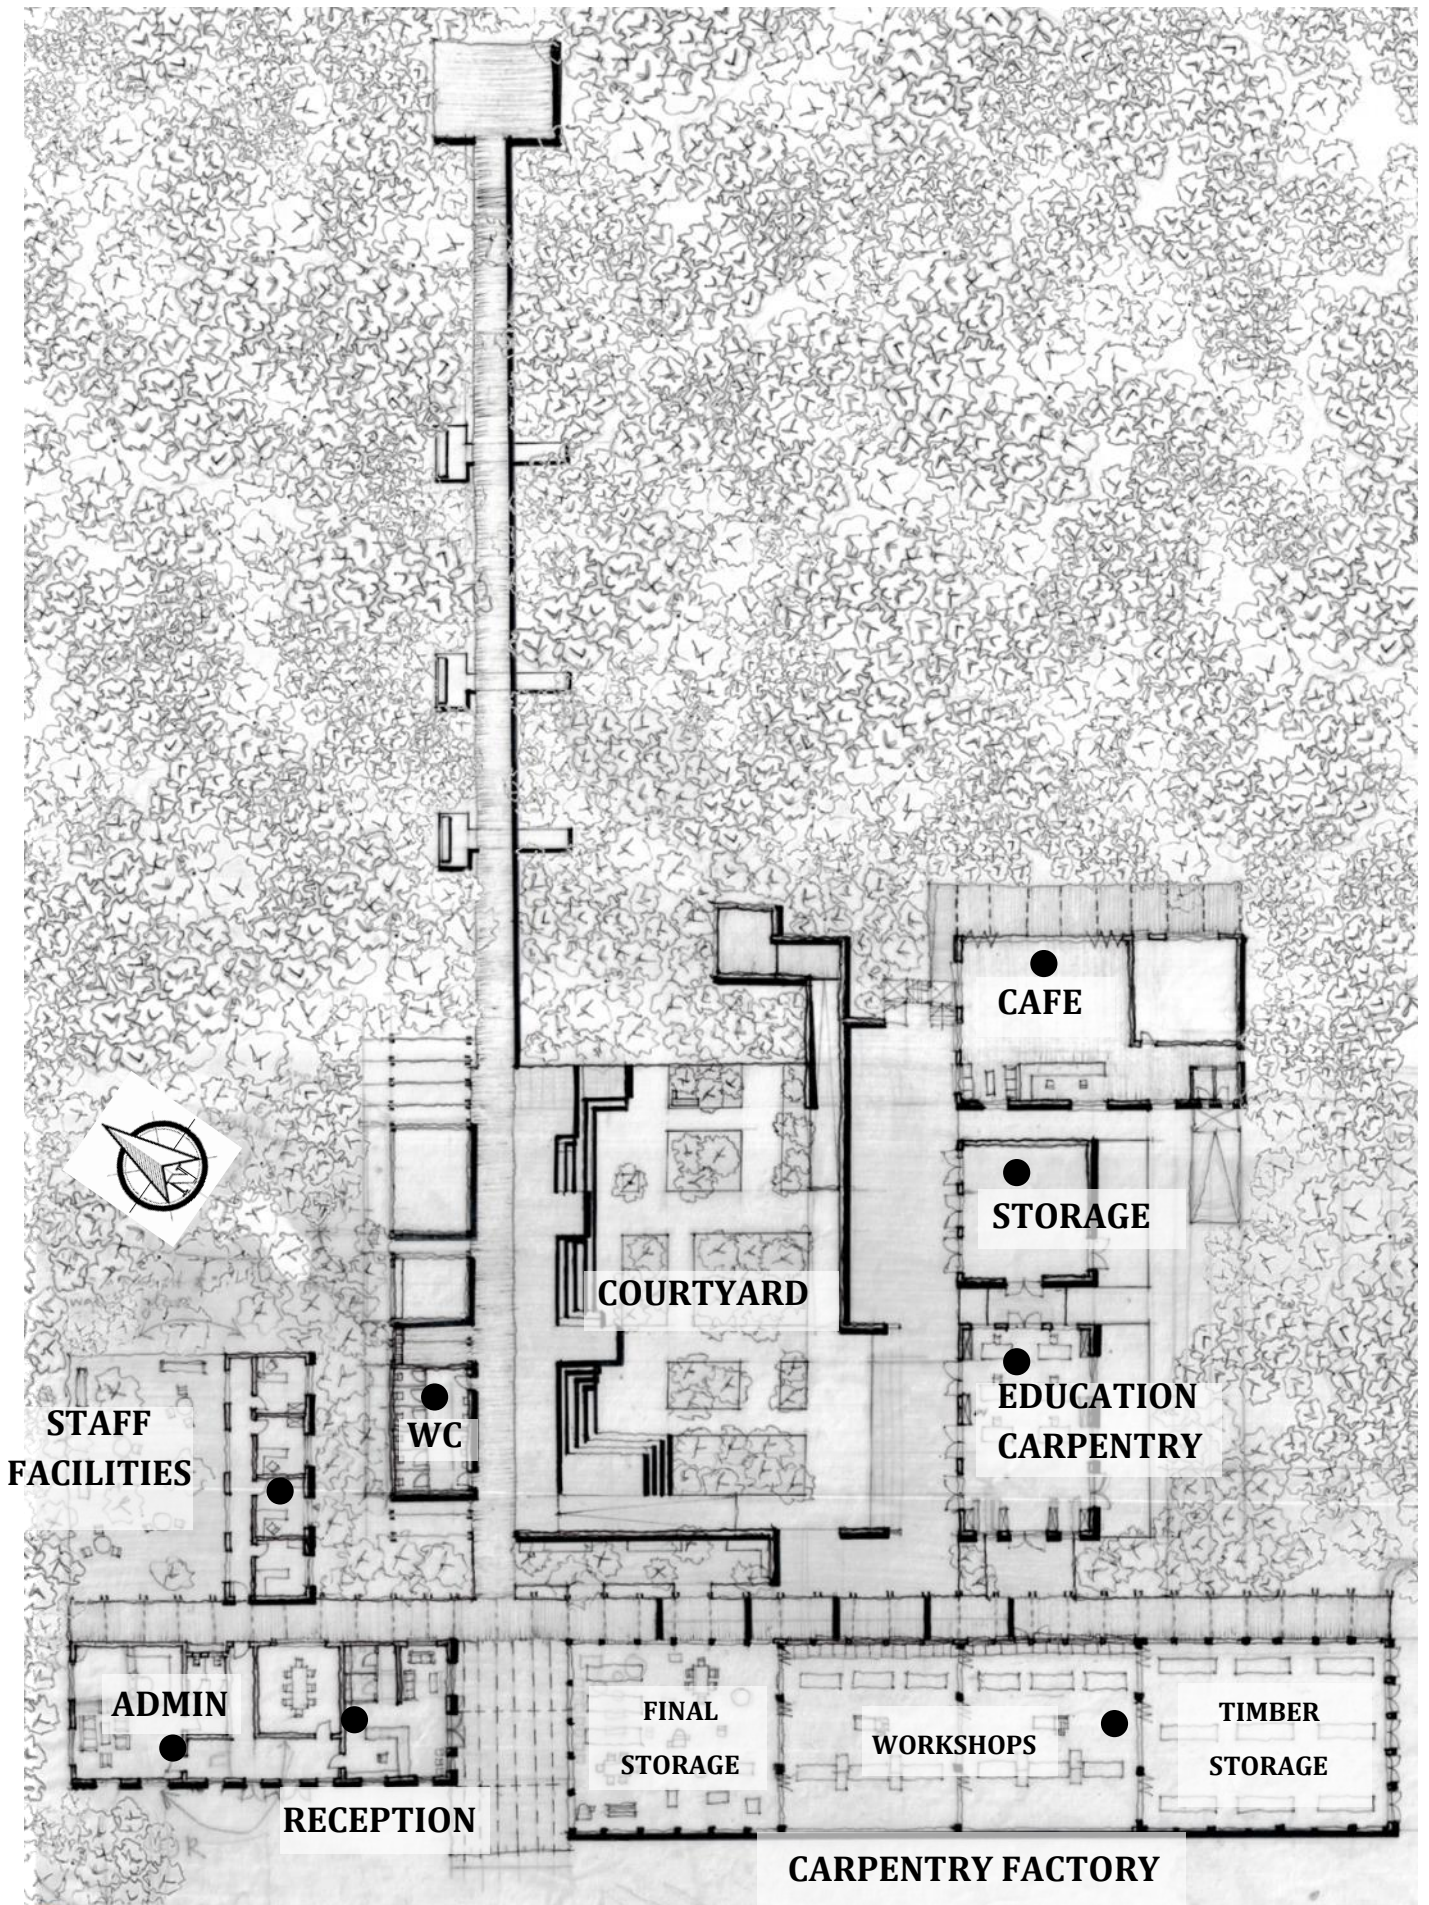 CAFE
STORAGE
COURTYARD
EDUCATION
CARPENTRY
STAFF
FACILITIES
WC
ADMIN
RECEPTION
FINAL
STORAGE
WORKSHOPS
TIMBER
STORAGE
CARPENTRY FACTORY